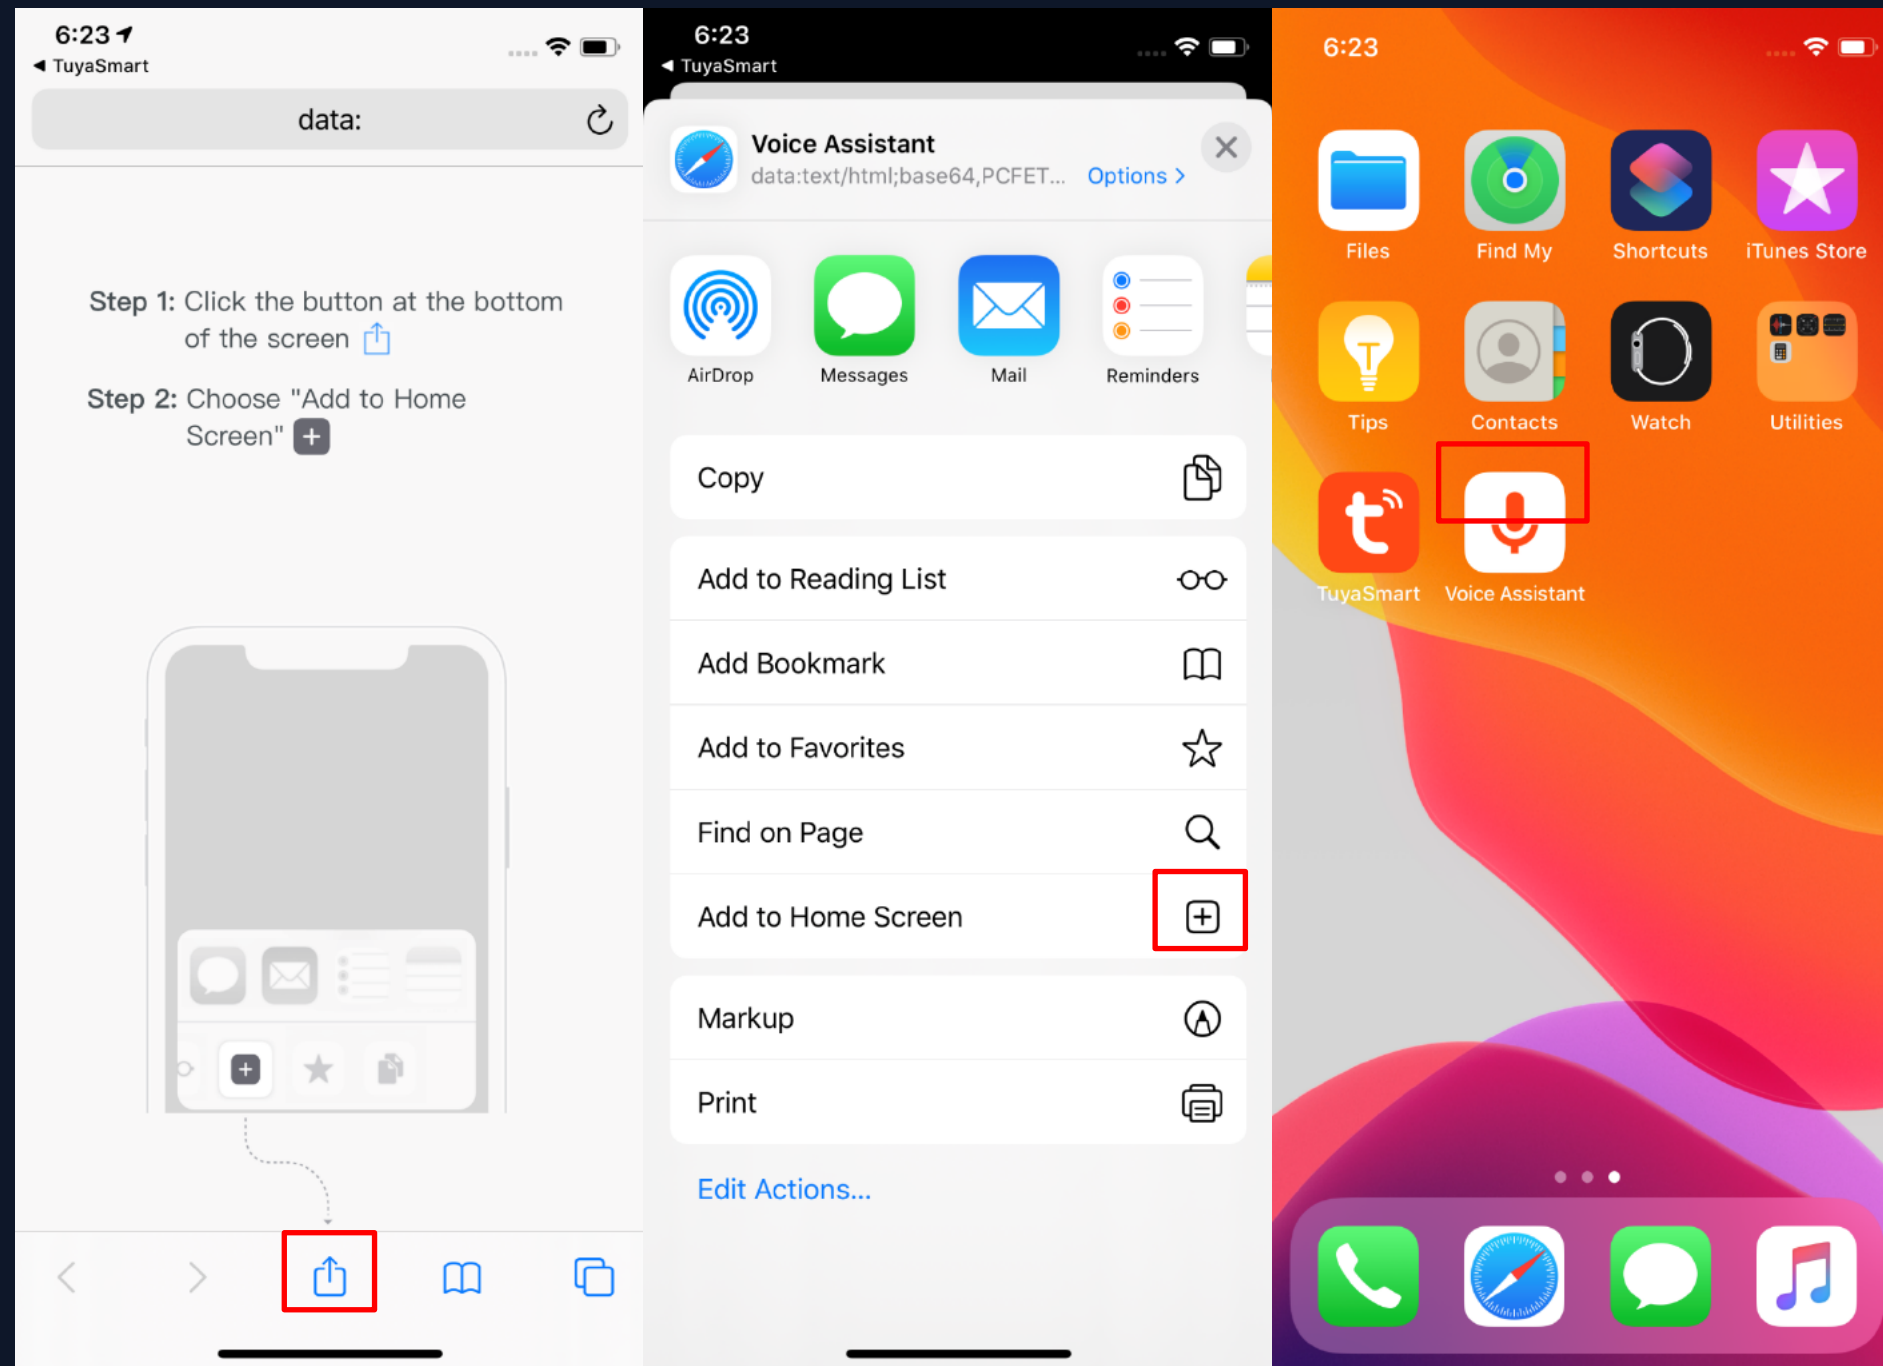 6:23
TuyaSmart
data:
Step 1: Click the button at the bottom
of the screen
Step 2: Choose "Add to Home
Screen"
6:23
TuyaSmart
Voice Assistant
data:text/html;base64,PCFET...
Options
AirDrop
Messages
Mail
Reminders
Copy
Add to Reading List
Add Bookmark
Add to Favorites
Find on Page
Add to Home Screen
Markup
Print
Edit Actions...
6:23
Files
Find My
Shortcuts
iTunes Store
Tips
Contacts
Watch
Utilities
TuyaSmart
Voice Assistant